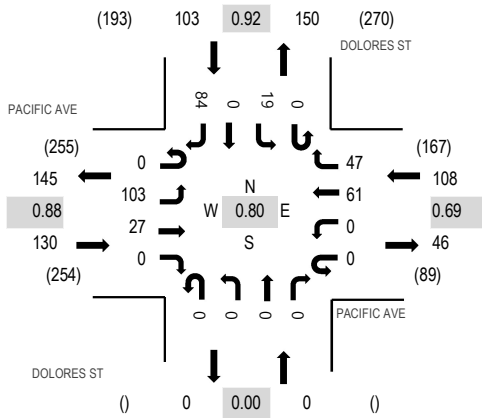 (193) 103 0.92 150 (270)
DOLORES ST
84 0 19 0
PACIFIC AVE
(255) (167)
0 47
145 108
103 61
N
0.88 W 0.80 E 0.69
27 0
S
130 46
0 0
(254) (89)
0 0 0 0
PACIFIC AVE
DOLORES ST
() 0 0.00 0 ()